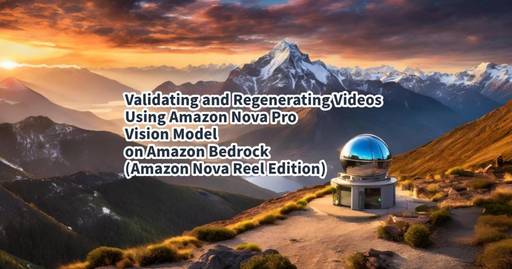 Validating and Regenerating Videos
Using Amazon Nova Pro
Vision Model
on Amazon Bedrock
(Amazon Nova Reel Edition)